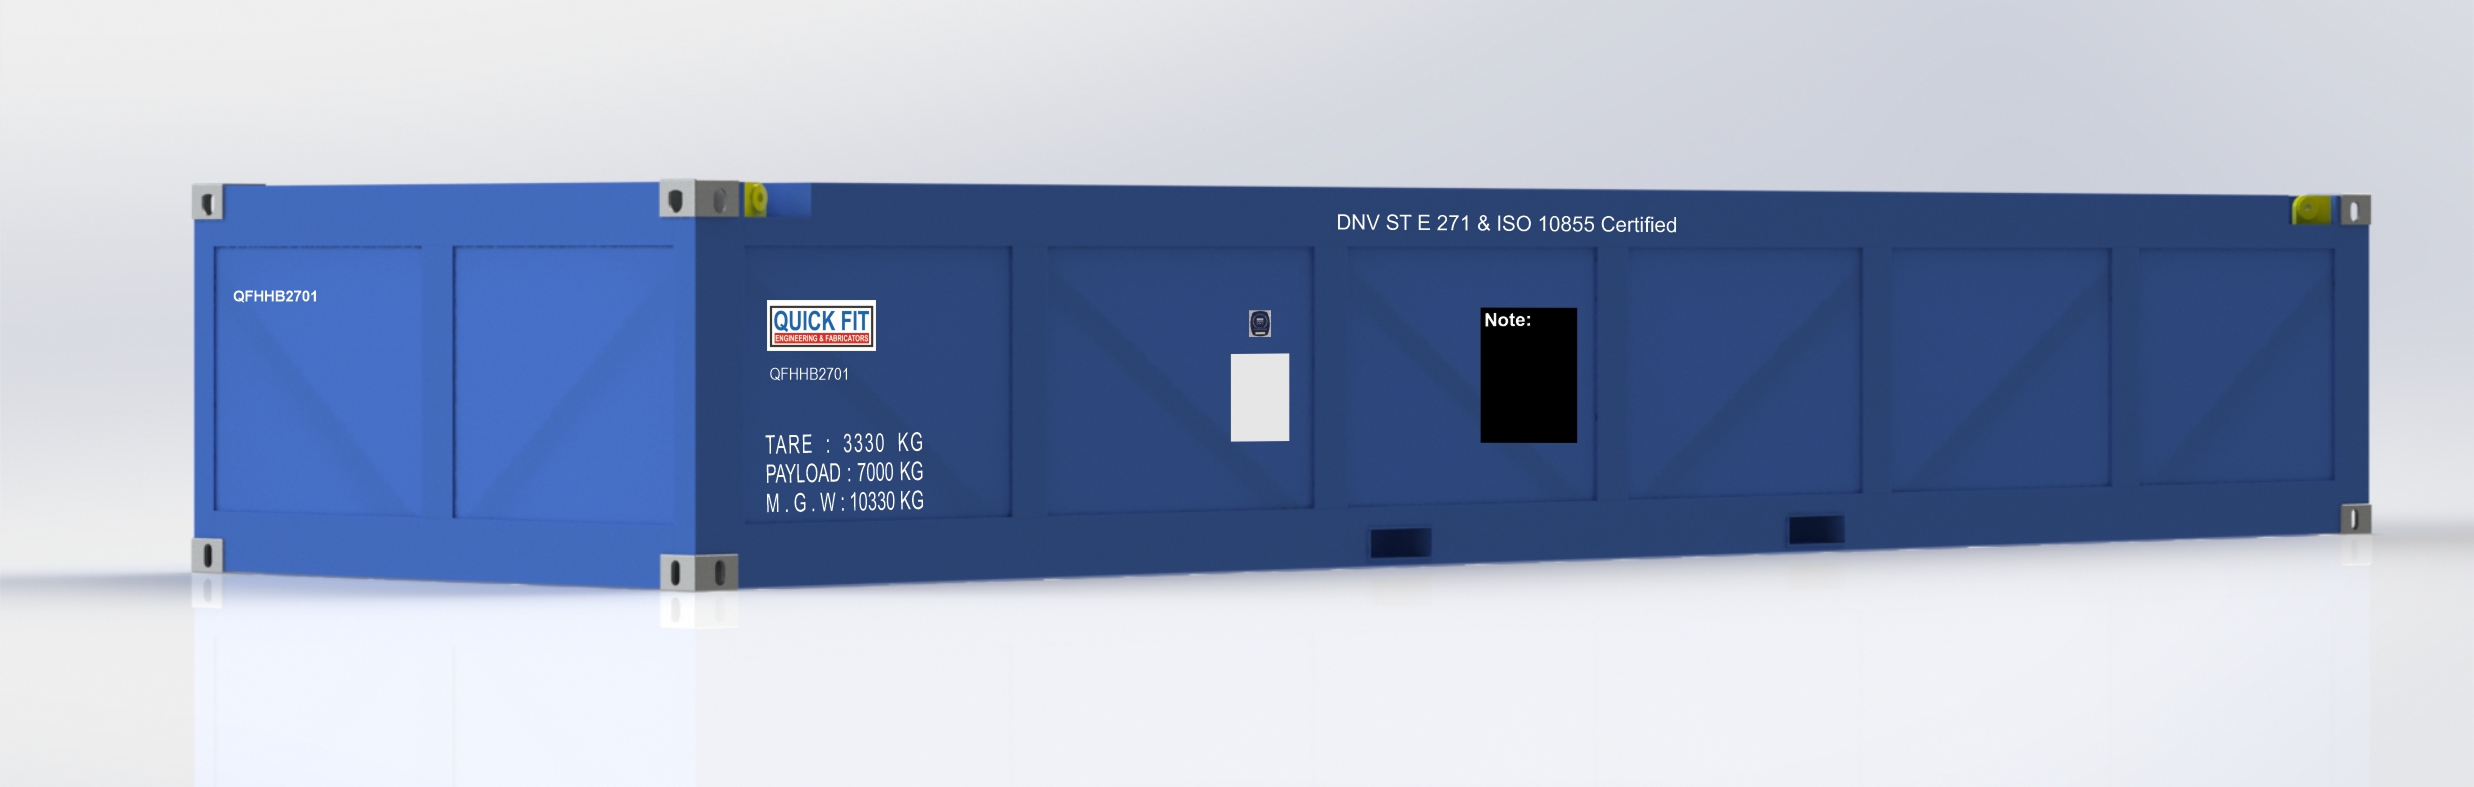 DNV ST E 271 & ISO 10855 Certified
QFHHB2701
QUICK FIT
ENGINEERING & FABRICATORS
QFHHB2701
Note:
TARE : 3330 KG
PAYLOAD : 7000 KG
M . G . W : 10330 KG